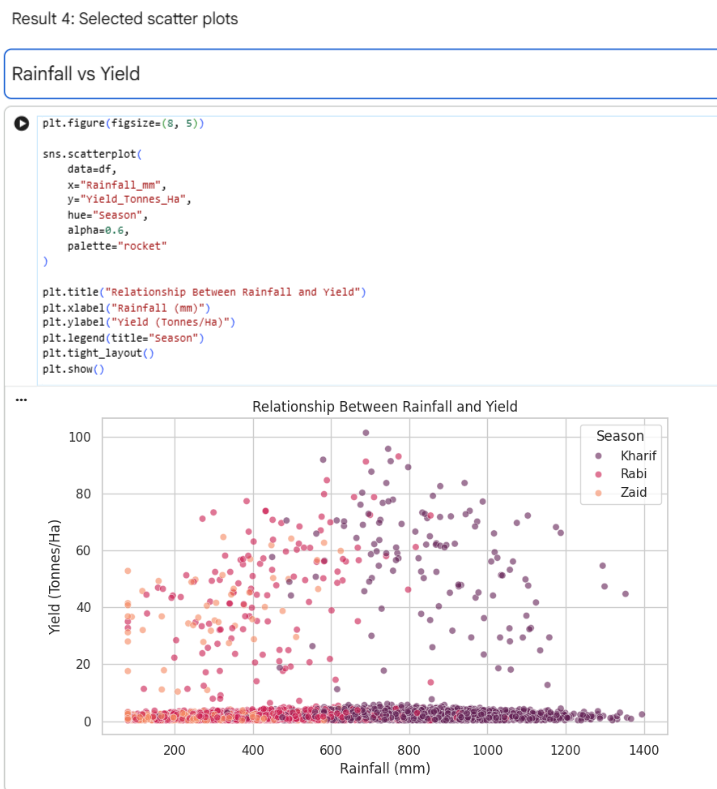 Result 4: Selected scatter plots
Rainfall vs Yield
plt.figure(figsize=(8, 5))
sns.scatterplot(
data=df,
x="Rainfall_mm",
y="Yield_Tonnes_Ha",
hue="Season",
alpha=0.6,
palette="rocket"
)
plt.title("Relationship Between Rainfall and Yield")
plt.xlabel("Rainfall (mm)")
plt.ylabel("Yield (Tonnes/Ha)")
plt.legend(title="Season")
plt.tight_layout()
plt.show()
...
Relationship Between Rainfall and Yield
Season
Kharif
Rabi
Zaid
Yield (Tonnes/Ha)
100
80
60
40
20
0
200 400 600 800 1000 1200 1400
Rainfall (mm)